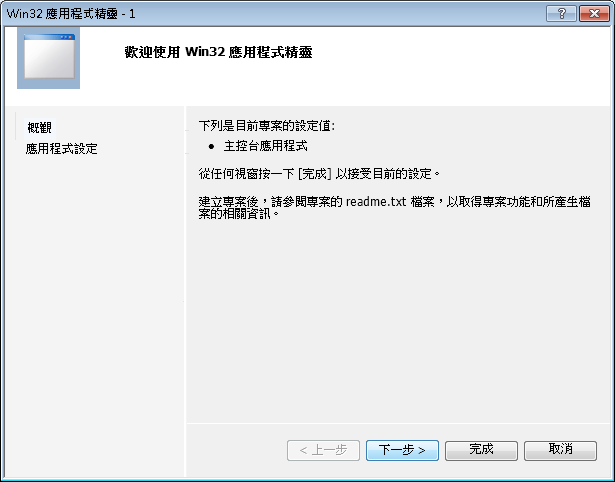 Win32 應用程式精靈 - 1
歡迎使用 Win32 應用程式精靈
概觀
應用程式設定
下列是目前專案的設定值:
• 主控台應用程式
從任何視窗按一下 [完成] 以接受目前的設定。
建立專案後，請參閱專案的 readme.txt 檔案，以取得專案功能和所產生檔
案的相關資訊。
< 上一步
下一步 >
完成
取消